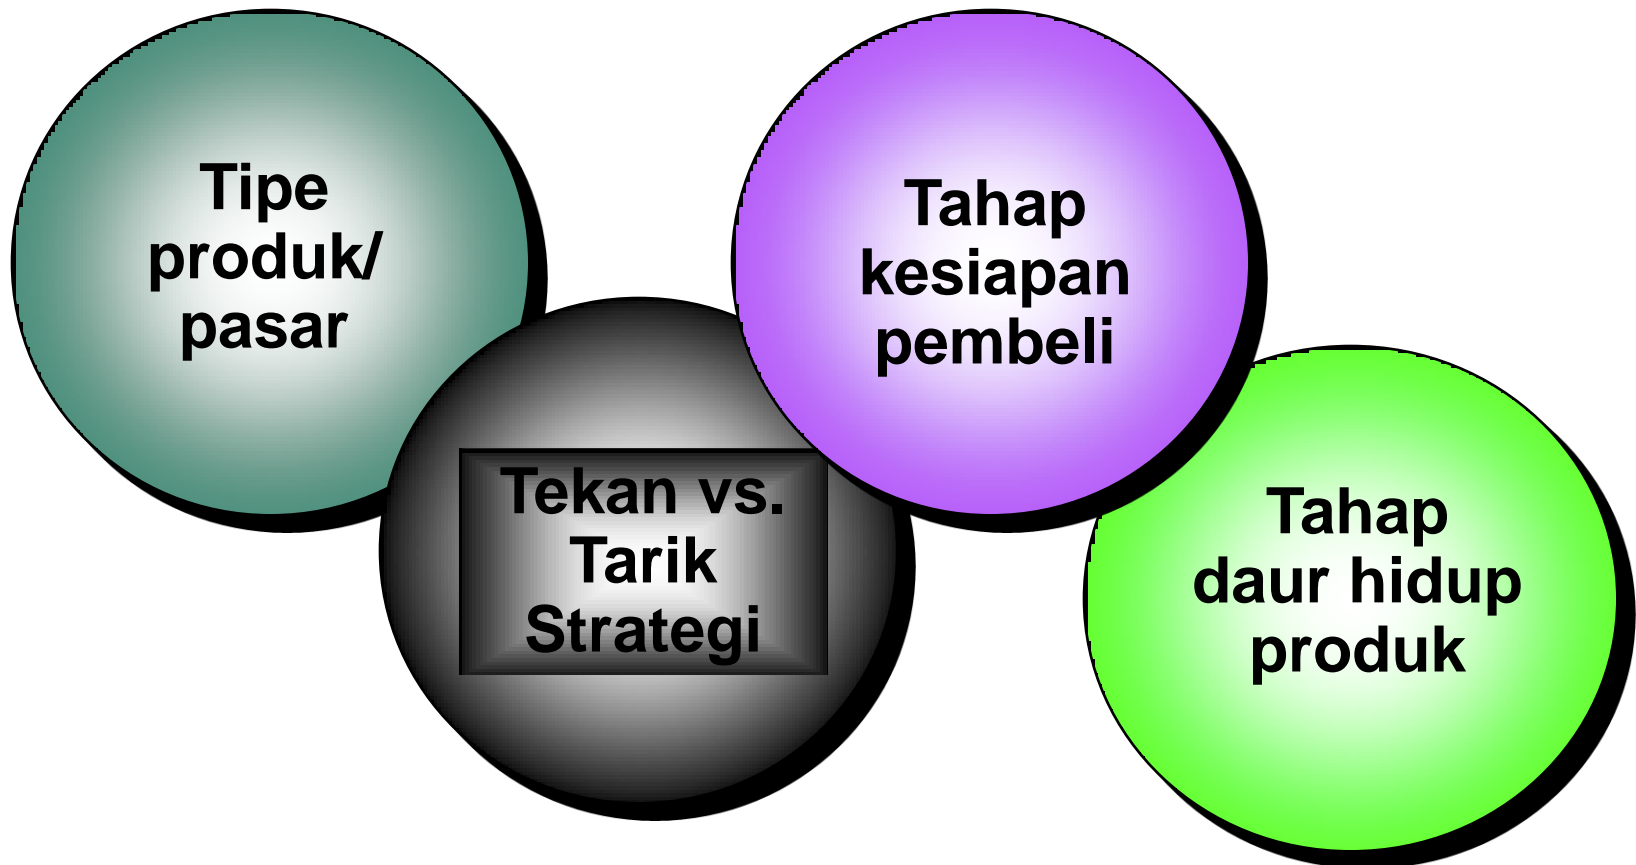 Tipe
produk/
pasar
Tekan vs.
Tarik
Strategi
Tahap
kesiapan
pembeli
Tahap
daur hidup
produk